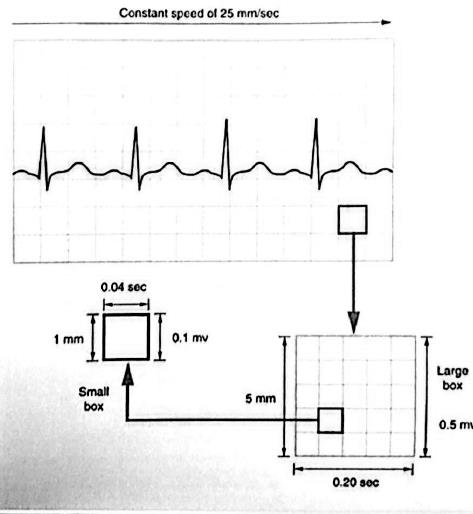 Constant speed of 25 mm/sec
0.04 sec
1 mm
0.1 mv
Small
box
5 mm
Large
box
0.5 mv
0.20 sec